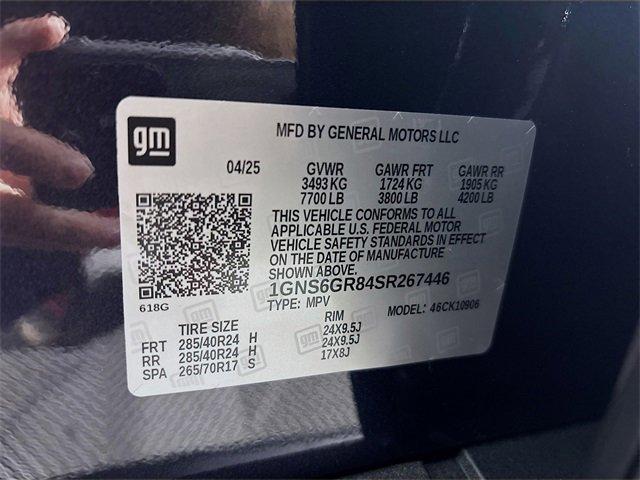 gm
MFD BY GENERAL MOTORS LLC
04/25 GVWR GAWR FRT GAWR RR
3493 KG 1724 KG 1905 KG
7700 LB 3800 LB 4200 LB
THIS VEHICLE CONFORMS TO ALL
APPLICABLE U.S. FEDERAL MOTOR
VEHICLE SAFETY STANDARDS IN EFFECT
ON THE DATE OF MANUFACTURE
SHOWN ABOVE.
1GNS6GR84SR267446
618G
TYPE: MPV MODEL: 46CK10906
TIRE SIZE RIM
FRT 285/40R24 H 24X9.5J
RR 285/40R24 H 24X9.5J
SPA 265/70R17 S 17X8J